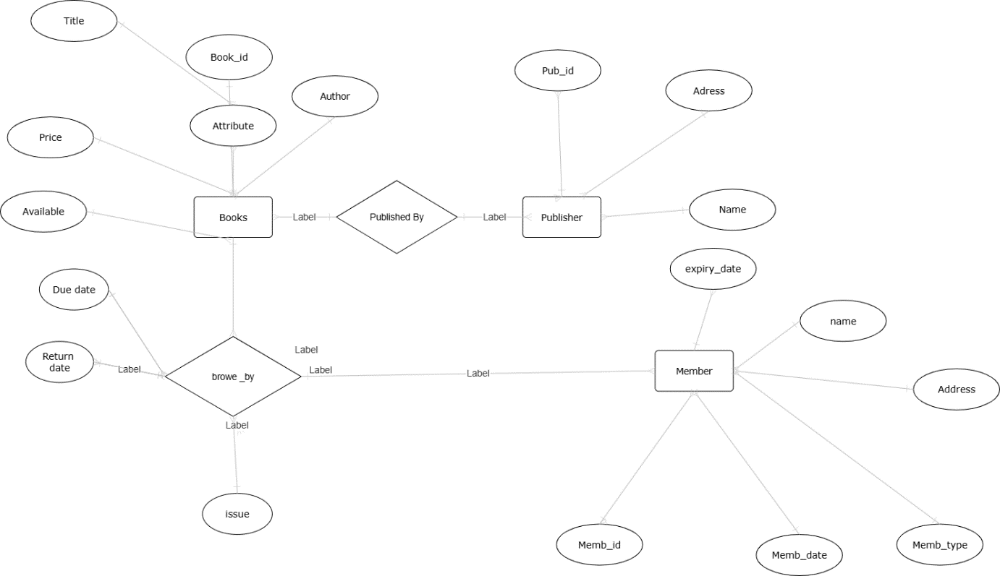 Title
Book_id
Pub_id
Adress
Author
Attribute
Price
Available
Books
Label
Published By
Label
Publisher
Name
expiry_date
Due date
name
Return
date
Label
Label
Label
browe _by
Label
Member
Address
Label
issue
Memb_id
Memb_date
Memb_type